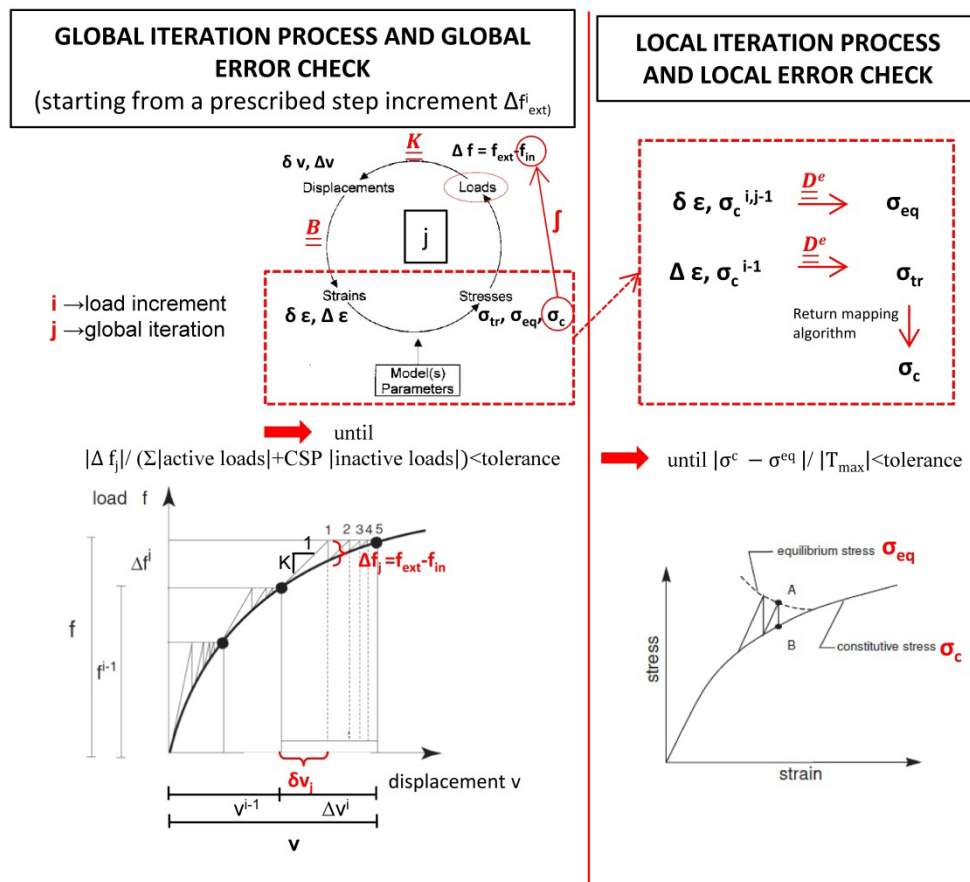 GLOBAL ITERATION PROCESS AND GLOBAL
ERROR CHECK
(starting from a prescribed step increment Δfⁱext)
K
δ v, Δv
Displacements
Δ f = fext-fin
Loads
B
j
∫
Strains
δ ε, Δ ε
Stresses
σtr, σeq, σc
Model(s)
Parameters
i →load increment
j →global iteration
until
|Δ fj|/ (Σ|active loads|+CSP |inactive loads|)<tolerance
load f
1
K
1 2 3 4 5
Δfj=fext-fin
Δfⁱ
f
fⁱ⁻¹
δvj
displacement v
vⁱ⁻¹
Δvⁱ
v
LOCAL ITERATION PROCESS
AND LOCAL ERROR CHECK
δ ε, σc i,j-1
Dᵉ
σeq
Δ ε, σc i-1
Dᵉ
σtr
Return mapping
algorithm
σc
until |σᶜ − σᵉq |/ |Tmax|<tolerance
equilibrium stress σeq
A
B
constitutive stress σc
stress
strain